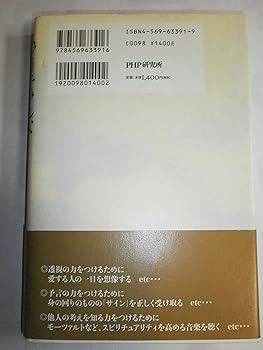 ISBN4-569-63391-9
C0098 ¥1400E
9784569633916
1920098014002
PHP研究所
定価：本体1,400円
◎透視の力をつけるために
愛する人の一日を想像する　etc…
◎予言の力をつけるために
身の回りのものの「サイン」を正しく受け取る　etc…
◎他人の考えを知る力をつけるために
モーツァルトなど、スピリチュアリティを高める音楽を聴く　etc…